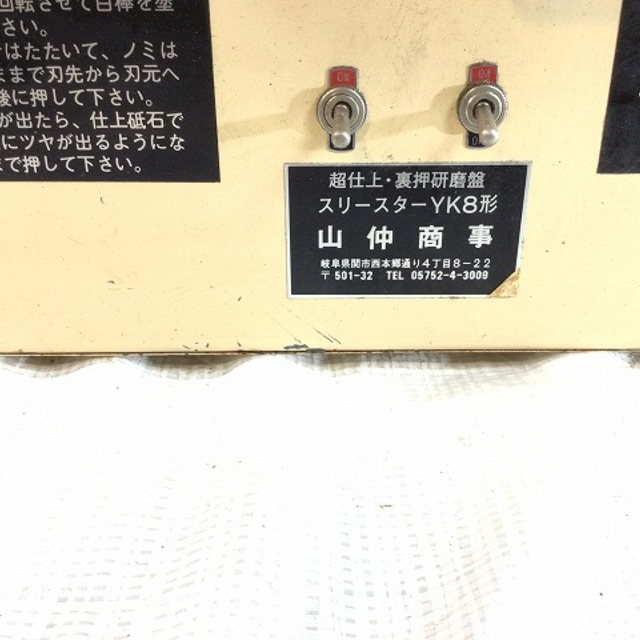 回転させて白棒を塗
さい。
はたたいて、ノミは
ままで刃先から刃元へ
後に押して下さい。
が出たら、仕上砥石で
にツヤが出るようにな
まで押して下さい。
ON
ON
超仕上・裏押研磨盤
スリースターYK8形
山仲商事
岐阜県関市西本郷通り4丁目8-22
〒501-32 TEL 05752-4-3009